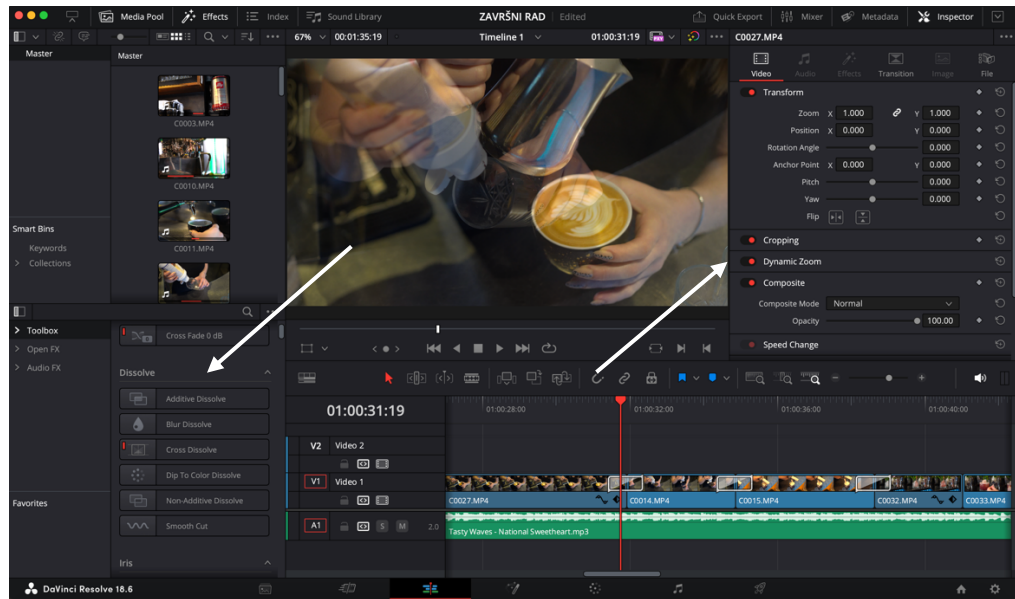 Media Pool Effects Index Sound Library ZAVRŠNI RAD Edited Quick Export Mixer Metadata Inspector
67% 00:01:35:19 Timeline 1 01:00:31:19 C0027.MP4
Master
Master
C0003.MP4
C0010.MP4
C0011.MP4
Smart Bins
Keywords
Collections
Video Audio Effects Transition Image File
Transform
Zoom X 1.000 Y 1.000
Position X 0.000 Y 0.000
Rotation Angle 0.000
Anchor Point X 0.000 Y 0.000
Pitch 0.000
Yaw 0.000
Flip
Cropping
Dynamic Zoom
Composite
Composite Mode Normal
Opacity 100.00
Speed Change
Toolbox
Open FX
Audio FX
Favorites
Cross Fade 0 dB
Dissolve
Additive Dissolve
Blur Dissolve
Cross Dissolve
Dip To Color Dissolve
Non-Additive Dissolve
Smooth Cut
Iris
01:00:31:19
01:00:28:00 01:00:32:00 01:00:36:00 01:00:40:00
V2 Video 2
V1 Video 1
C0027.MP4 C0014.MP4 C0015.MP4 C0032.MP4 C0033.MP4
A1 S M 2.0
Tasty Waves - National Sweetheart.mp3
DaVinci Resolve 18.6